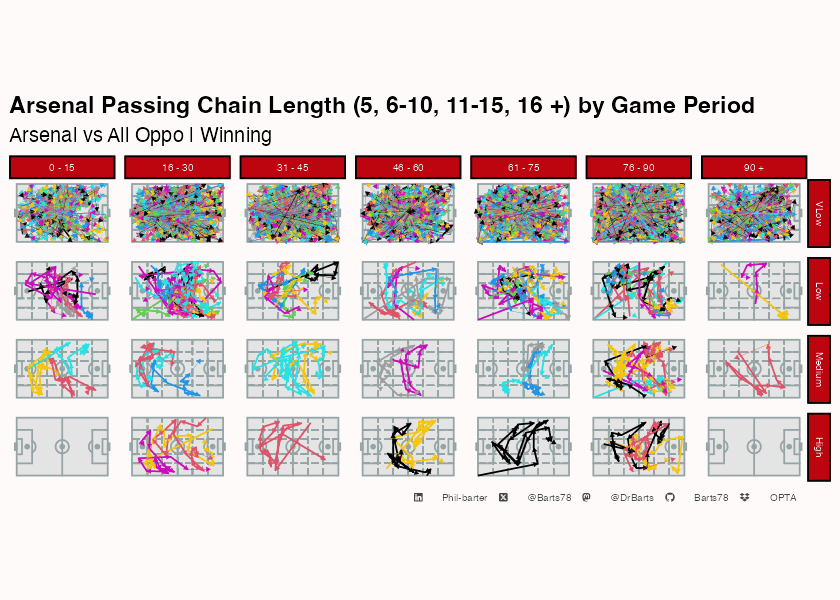 Arsenal Passing Chain Length (5, 6-10, 11-15, 16 +) by Game Period
Arsenal vs All Oppo | Winning
0 - 15
16 - 30
31 - 45
46 - 60
61 - 75
76 - 90
90 +
VLow
Low
Medium
High
Phil-barter @Barts78 @DrBarts Barts78 OPTA